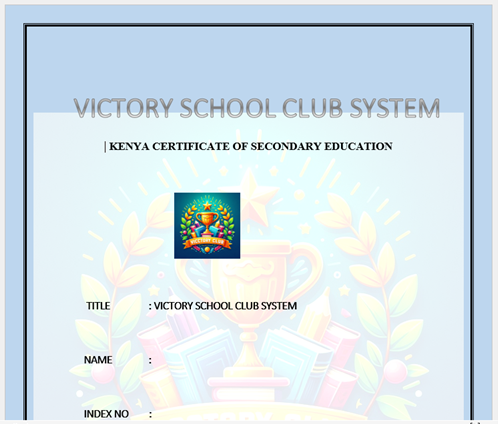 VICTORY SCHOOL CLUB SYSTEM
KENYA CERTIFICATE OF SECONDARY EDUCATION
VICTORY CLUB
TITLE : VICTORY SCHOOL CLUB SYSTEM
NAME :
INDEX NO :